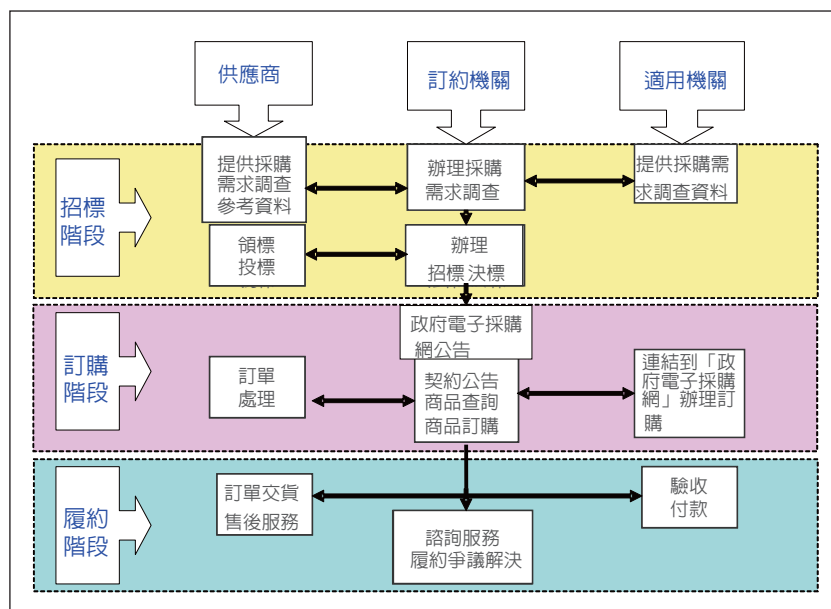 供應商
訂約機關
適用機關
招標
階段
提供採購
需求調查
參考資料
辦理採購
需求調查
提供採購需
求調查資料
領標
投標
辦理
招標 決標
訂購
階段
政府電子採購
網公告
訂單
處理
契約公告
商品查詢
商品訂購
連結到「政
府電子採購
網」辦理訂
購
履約
階段
訂單交貨
售後服務
諮詢服務
履約爭議解決
驗收
付款